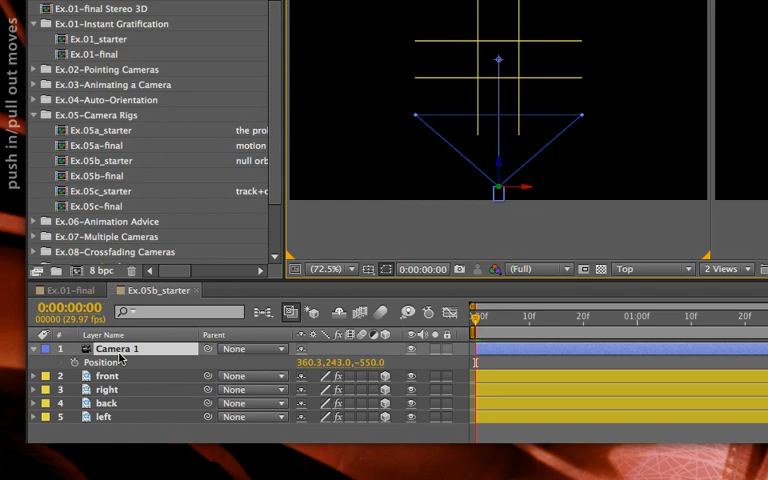 push in/pull out moves
Ex.01-final Stereo 3D
Ex.01-Instant Gratification
Ex.01_starter
Ex.01-final
Ex.02-Pointing Cameras
Ex.03-Animating a Camera
Ex.04-Auto-Orientation
Ex.05-Camera Rigs
Ex.05a_starter the pro
Ex.05a-final motion
Ex.05b_starter null orb
Ex.05b-final
Ex.05c_starter track+c
Ex.05c-final
Ex.06-Animation Advice
Ex.07-Multiple Cameras
Ex.08-Crossfading Cameras
8 bpc
(72.5%) 0:00:00:00 (Full) Top 2 Views
Ex.01-final Ex.05b_starter ×
0:00:00:00
00000 (29.97 fps)
# Layer Name Parent
00f 10f 20f 01:00f 10f 20f
1 Camera 1 None
Position 360.3,243.0,-550.0
2 front None
3 right None
4 back None
5 left None